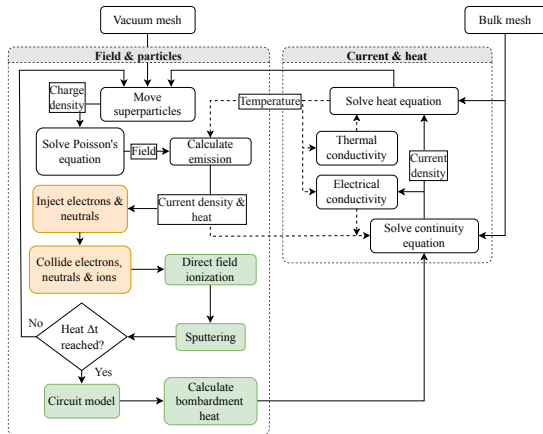 Vacuum mesh
Bulk mesh
Field & particles
Current & heat
Charge
density
Move
superparticles
Temperature
Solve heat equation
Solve Poisson's
equation
Field
Calculate
emission
Thermal
conductivity
Current
density
Inject electrons &
neutrals
Current density &
heat
Electrical
conductivity
Solve continuity
equation
Collide electrons,
neutrals & ions
Direct field
ionization
No
Heat Δt
reached?
Sputtering
Yes
Circuit model
Calculate
bombardment
heat